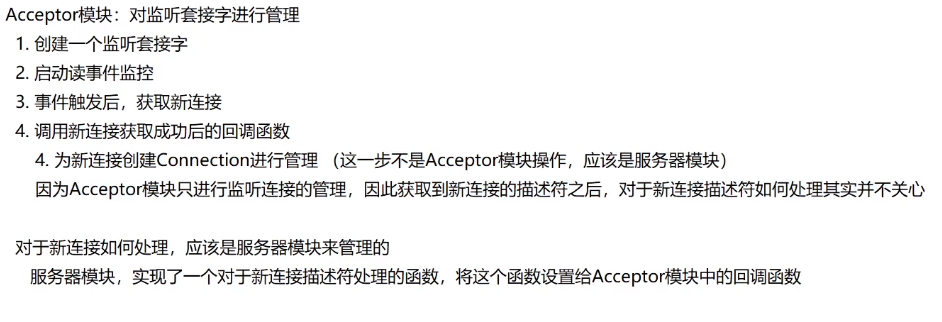 Acceptor模块：对监听套接字进行管理
1. 创建一个监听套接字
2. 启动读事件监控
3. 事件触发后，获取新连接
4. 调用新连接获取成功后的回调函数
4. 为新连接创建Connection进行管理 （这一步不是Acceptor模块操作，应该是服务器模块）
因为Acceptor模块只进行监听连接的管理，因此获取到新连接的描述符之后，对于新连接描述符如何处理其实并不关心
对于新连接如何处理，应该是服务器模块来管理的
服务器模块，实现了一个对于新连接描述符处理的函数，将这个函数设置给Acceptor模块中的回调函数